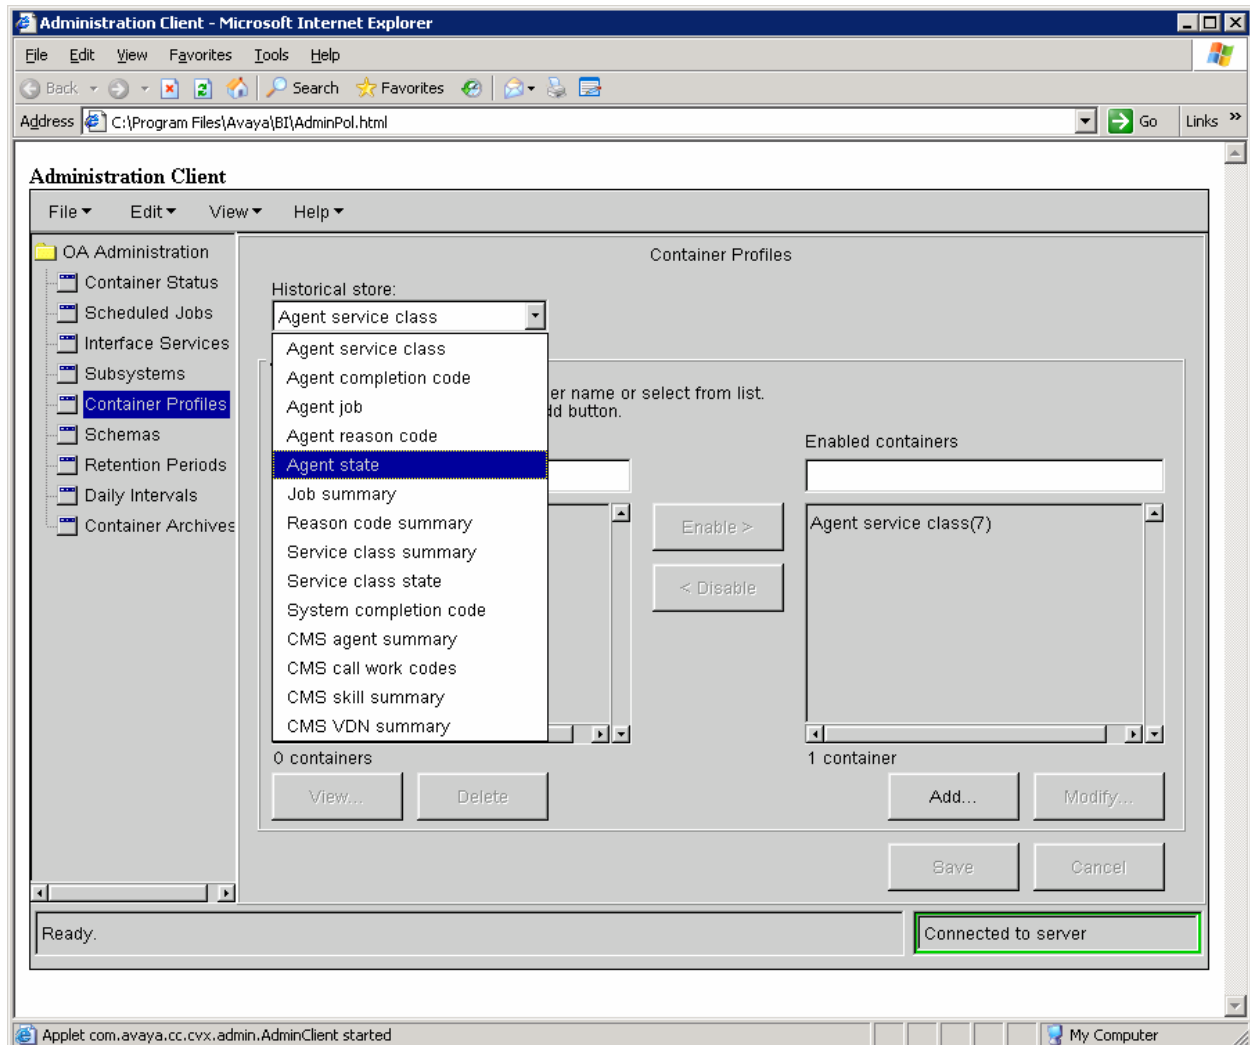 Administration Client - Microsoft Internet Explorer
File Edit View Favorites Tools Help
Back Search Favorites
Address C:\Program Files\Avaya\BI\AdminPol.html Go Links »
Administration Client
File Edit View Help
OA Administration
Container Status
Scheduled Jobs
Interface Services
Subsystems
Container Profiles
Schemas
Retention Periods
Daily Intervals
Container Archives
Container Profiles
Historical store:
Agent service class
Agent service class
Agent completion code
Agent job
Agent reason code
Agent state
Job summary
Reason code summary
Service class summary
Service class state
System completion code
CMS agent summary
CMS call work codes
CMS skill summary
CMS VDN summary
er name or select from list.
dd button.
0 containers
View... Delete
Enable >
< Disable
Enabled containers
Agent service class(7)
1 container
Add... Modify...
Save Cancel
Ready.
Connected to server
Applet com.avaya.cc.cvx.admin.AdminClient started
My Computer